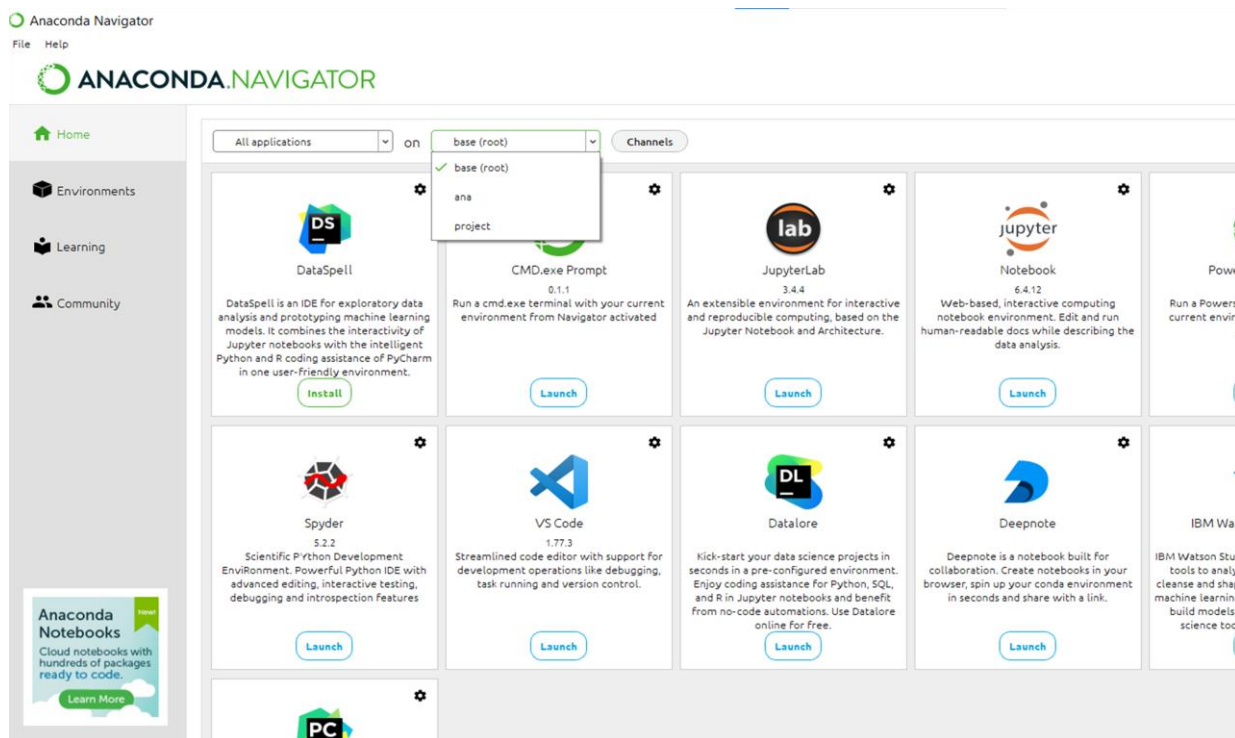 Anaconda Navigator
File Help
ANACONDA.NAVIGATOR
Home
Environments
Learning
Community
All applications
on
base (root)
Channels
base (root)
ana
project
DS
DataSpell
DataSpell is an IDE for exploratory data
analysis and prototyping machine learning
models. It combines the interactivity of
Jupyter notebooks with the intelligent
Python and R coding assistance of PyCharm
in one user-friendly environment.
Install
CMD.exe Prompt
0.1.1
Run a cmd.exe terminal with your current
environment from Navigator activated
Launch
lab
JupyterLab
3.4.4
An extensible environment for interactive
and reproducible computing, based on the
Jupyter Notebook and Architecture.
Launch
jupyter
Notebook
6.4.12
Web-based, interactive computing
notebook environment. Edit and run
human-readable docs while describing the
data analysis.
Launch
Powe
Run a Powers
current envir
Spyder
5.2.2
Scientific PYthon Development
EnviRonment. Powerful Python IDE with
advanced editing, interactive testing,
debugging and introspection features
Launch
VS Code
1.77.3
Streamlined code editor with support for
development operations like debugging,
task running and version control.
Launch
DL
Datalore
Kick-start your data science projects in
seconds in a pre-configured environment.
Enjoy coding assistance for Python, SQL,
and R in Jupyter notebooks and benefit
from no-code automations. Use Datalore
online for free.
Launch
Deepnote
Deepnote is a notebook built for
collaboration. Create notebooks in your
browser, spin up your conda environment
in seconds and share with a link.
Launch
IBM Wa
IBM Watson Stu
tools to analy
cleanse and sha
machine learnin
build models
science too
PC
Anaconda
Notebooks
New!
Cloud notebooks with
hundreds of packages
ready to code.
Learn More